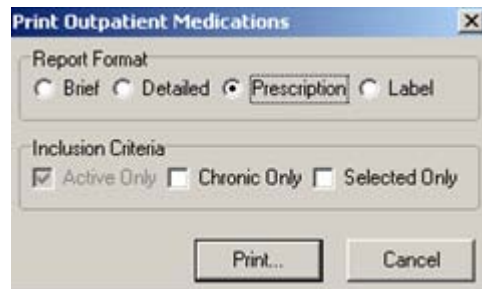 Print Outpatient Medications
Report Format
Brief Detailed Prescription Label
Inclusion Criteria
Active Only Chronic Only Selected Only
Print... Cancel